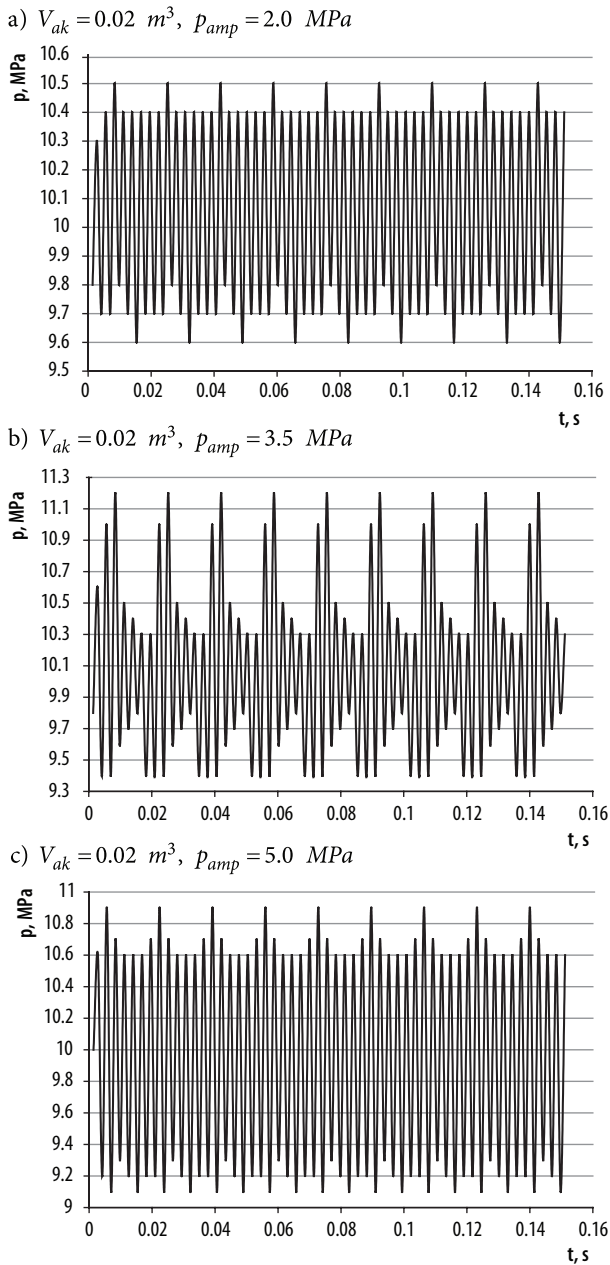 a) V_ak = 0.02 m³, p_amp = 2.0 MPa
p, MPa
10.6
10.5
10.4
10.3
10.2
10.1
10
9.9
9.8
9.7
9.6
9.5
0 0.02 0.04 0.06 0.08 0.1 0.12 0.14 0.16
t, s
b) V_ak = 0.02 m³, p_amp = 3.5 MPa
p, MPa
11.3
11.1
10.9
10.7
10.5
10.3
10.1
9.9
9.7
9.5
9.3
0 0.02 0.04 0.06 0.08 0.1 0.12 0.14 0.16
t, s
c) V_ak = 0.02 m³, p_amp = 5.0 MPa
p, MPa
11
10.8
10.6
10.4
10.2
10
9.8
9.6
9.4
9.2
9
0 0.02 0.04 0.06 0.08 0.1 0.12 0.14 0.16
t, s